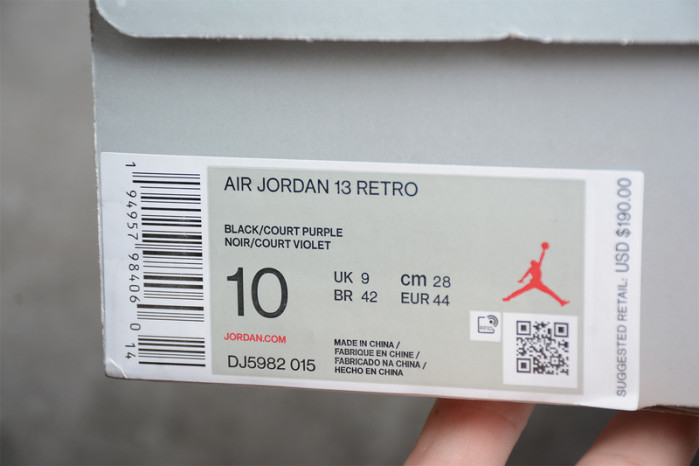 AIR JORDAN 13 RETRO
BLACK/COURT PURPLE
NOIR/COURT VIOLET
10
UK 9 cm 28
BR 42 EUR 44
JORDAN.COM
DJ5982 015
MADE IN CHINA /
FABRIQUE EN CHINE /
FABRICADO NA CHINA /
HECHO EN CHINA
1 94957 98406 014
SUGGESTED RETAIL: USD $190.00